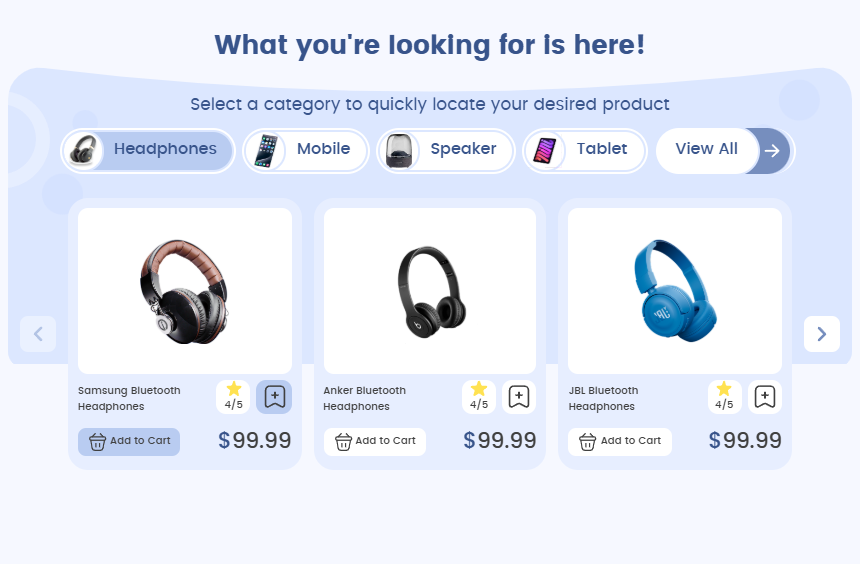 What you're looking for is here!
Select a category to quickly locate your desired product
Headphones
Mobile
Speaker
Tablet
View All
JBL
Samsung Bluetooth
Headphones
4/5
Add to Cart
$99.99
Anker Bluetooth
Headphones
4/5
Add to Cart
$99.99
JBL Bluetooth
Headphones
4/5
Add to Cart
$99.99